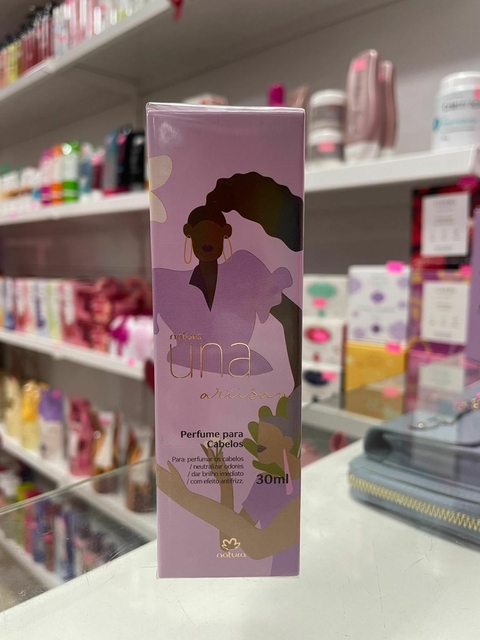 natura
una
artisan
Perfume para
Cabelos
Para: perfumar os cabelos
/ neutralizar odores
/ dar brilho imediato
/ com efeito antifrizz.
30ml
natura